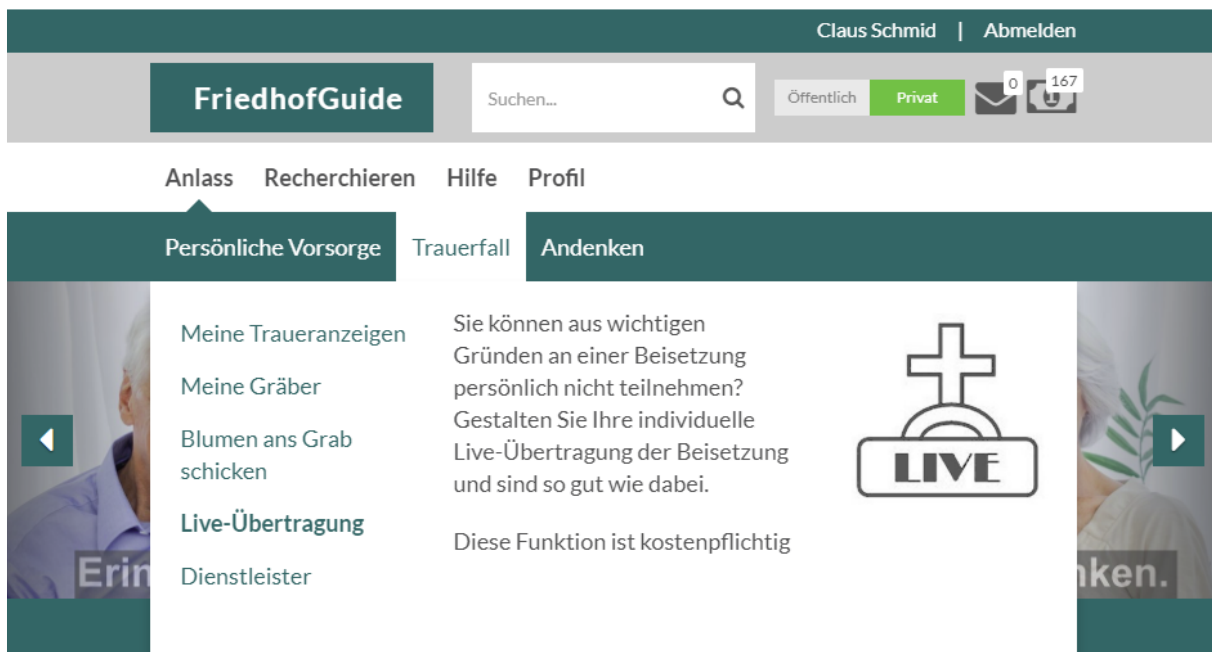 Claus Schmid | Abmelden
FriedhofGuide
Suchen...
Öffentlich Privat
0
167
1
Anlass Recherchieren Hilfe Profil
Persönliche Vorsorge Trauerfall Andenken
Meine Traueranzeigen
Meine Gräber
Blumen ans Grab
schicken
Live-Übertragung
Dienstleister
Sie können aus wichtigen
Gründen an einer Beisetzung
persönlich nicht teilnehmen?
Gestalten Sie Ihre individuelle
Live-Übertragung der Beisetzung
und sind so gut wie dabei.
Diese Funktion ist kostenpflichtig
LIVE
Erin
nken.